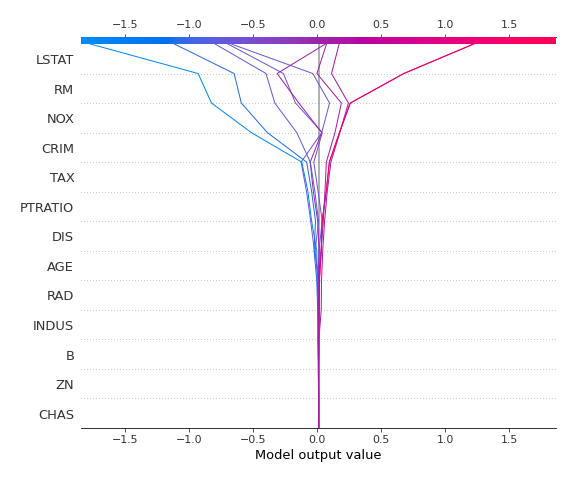 −1.5 −1.0 −0.5 0.0 0.5 1.0 1.5
LSTAT
RM
NOX
CRIM
TAX
PTRATIO
DIS
AGE
RAD
INDUS
B
ZN
CHAS
−1.5 −1.0 −0.5 0.0 0.5 1.0 1.5
Model output value